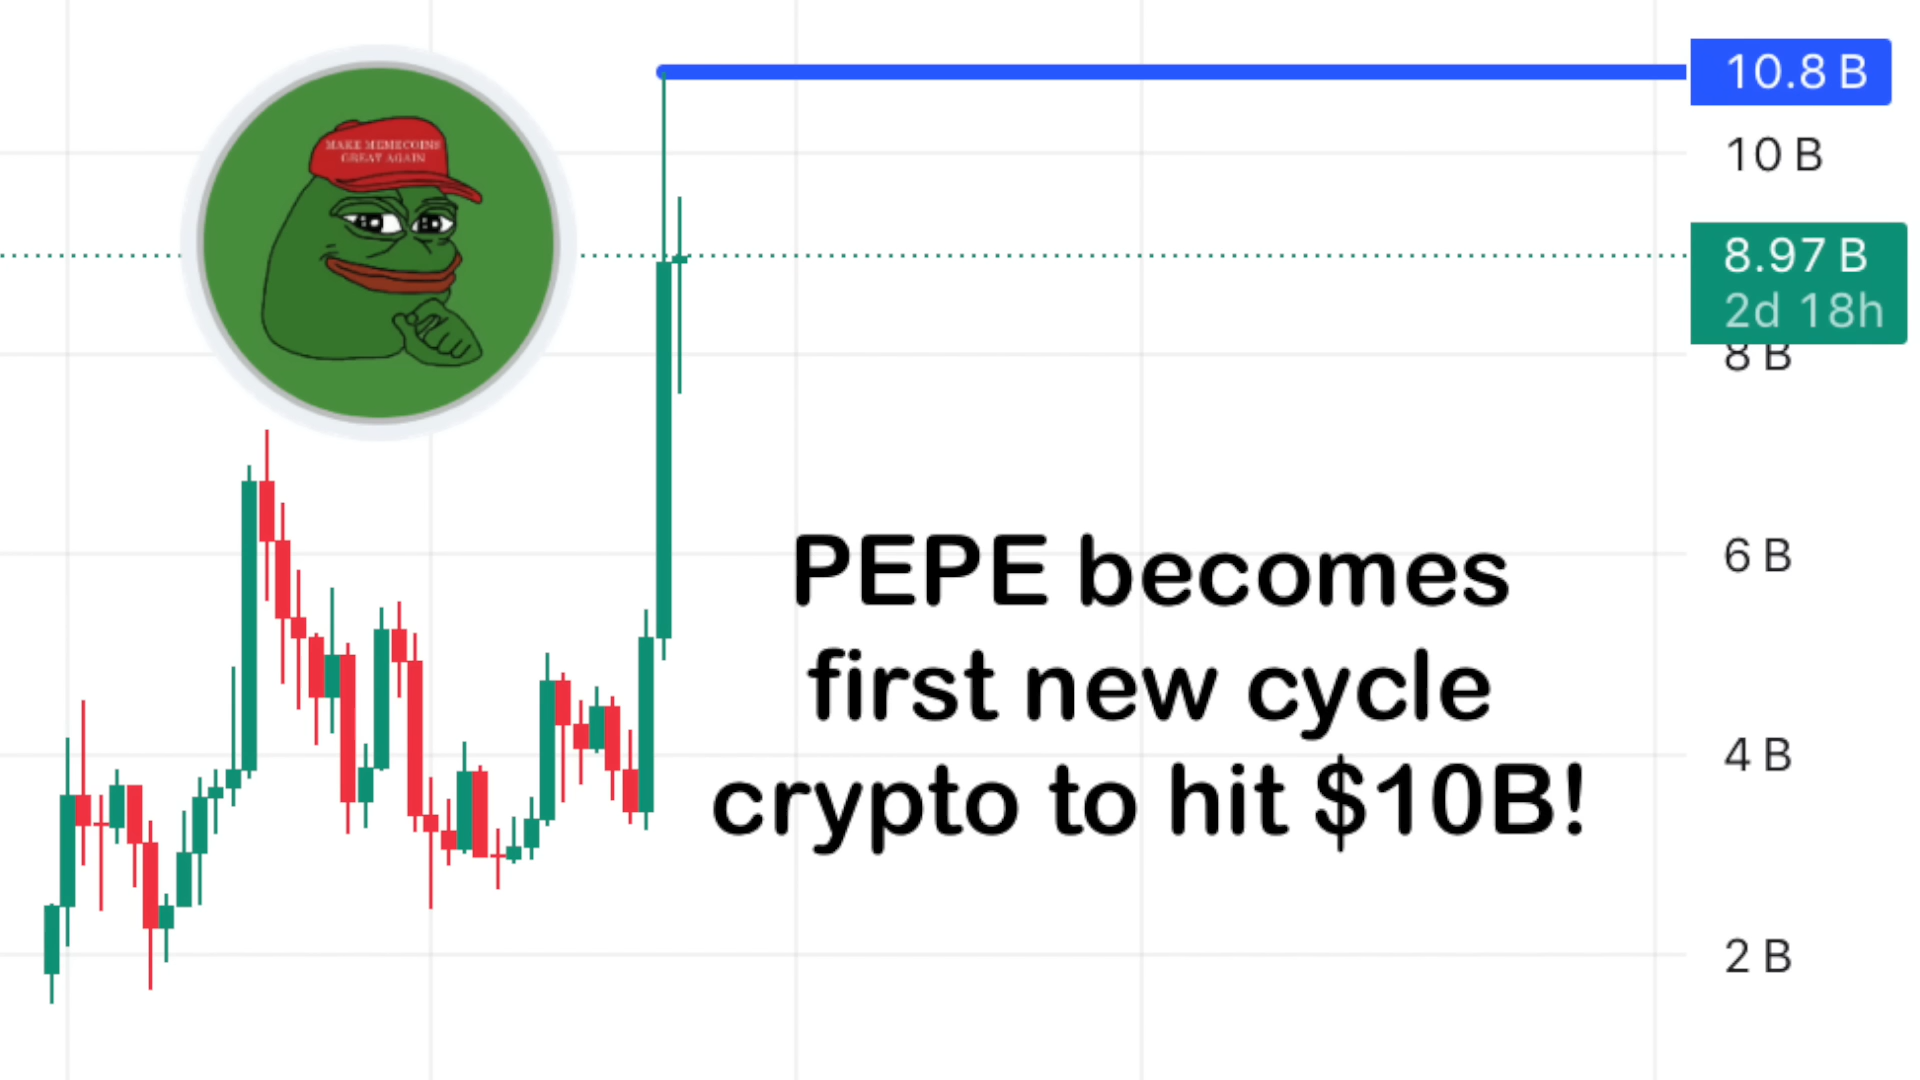 MAKE MEMECOINS
GREAT AGAIN
10.8 B
10 B
8.97 B
2d 18h
8 B
6 B
4 B
2 B
PEPE becomes
first new cycle
crypto to hit $10B!